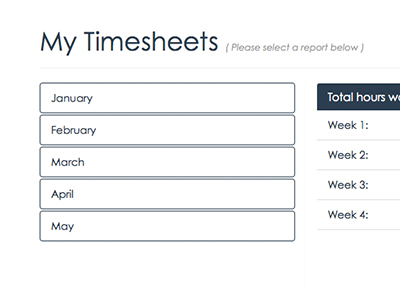 My Timesheets ( Please select a report below )
January
February
March
April
May
Total hours
Week 1:
Week 2:
Week 3:
Week 4: